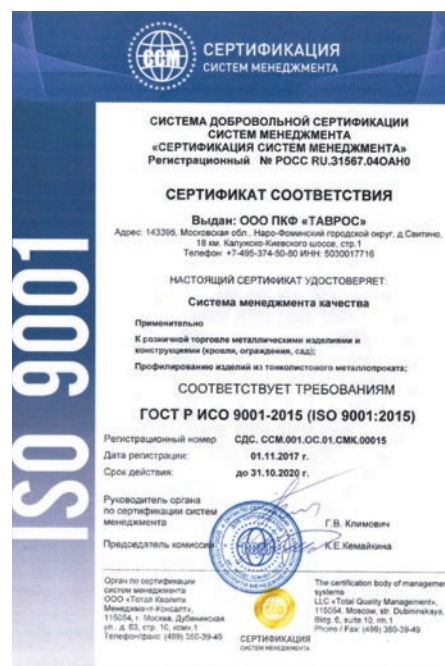 ССМ
СЕРТИФИКАЦИЯ
СИСТЕМ МЕНЕДЖМЕНТА
СИСТЕМА ДОБРОВОЛЬНОЙ СЕРТИФИКАЦИИ
СИСТЕМ МЕНЕДЖМЕНТА
«СЕРТИФИКАЦИЯ СИСТЕМ МЕНЕДЖМЕНТА»
Регистрационный № РОСС RU.31567.04ОАН0
СЕРТИФИКАТ СООТВЕТСТВИЯ
Выдан: ООО ПКФ «ТАВРОС»
Адрес: 143395, Московская обл., Наро-Фоминский городской округ, д.Свитино,
18 км. Калужско-Киевского шоссе, стр.1
Телефон: +7-495-374-50-80 ИНН: 5030017716
НАСТОЯЩИЙ СЕРТИФИКАТ УДОСТОВЕРЯЕТ:
Система менеджмента качества
Применительно
К розничной торговле металлическими изделиями и
конструкциями (кровля, ограждения, сад);
Профилированию изделий из тонколистового металлопроката;
СООТВЕТСТВУЕТ ТРЕБОВАНИЯМ
ГОСТ Р ИСО 9001-2015 (ISO 9001:2015)
Регистрационный номер СДС. ССМ.001.ОС.01.СМК.00015
Дата регистрации: 01.11.2017 г.
Срок действия: до 31.10.2020 г.
Руководитель органа
по сертификации систем
менеджмента Г.В. Климович
Председатель комиссии К.Е.Кемайкина
ССМ
Орган по сертификации
систем менеджмента
ООО «Тотал Кволити
Менеджмент-Консалт»,
115054, г. Москва, Дубининская
ул., д. 63, стр. 10, комн.1
Телефон/факс: (499) 350-39-49
СЕРТИФИКАЦИЯ
СИСТЕМ МЕНЕДЖМЕНТА
The certification body of management
systems
LLC «Total Quality Management»,
115054, Moscow, str. Dubininskaya,
Bldg. 6, suite 10, rm.1
Phone / Fax: (499) 350-39-49
ISO 9001